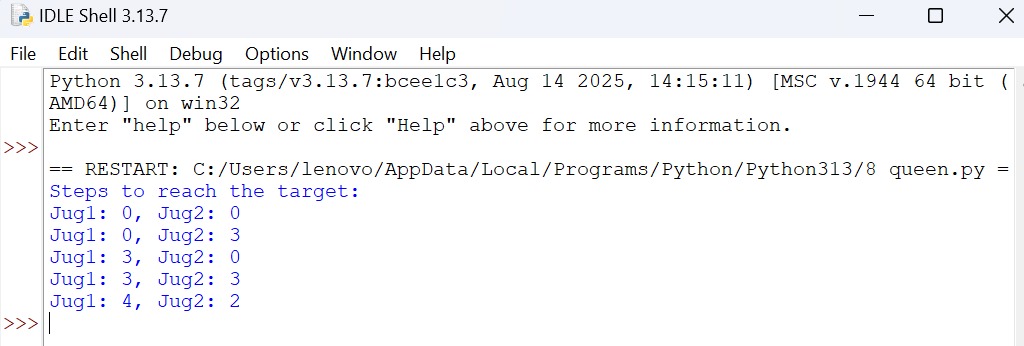 IDLE Shell 3.13.7
File Edit Shell Debug Options Window Help
Python 3.13.7 (tags/v3.13.7:bcee1c3, Aug 14 2025, 14:15:11) [MSC v.1944 64 bit (
AMD64)] on win32
Enter "help" below or click "Help" above for more information.
>>>
== RESTART: C:/Users/lenovo/AppData/Local/Programs/Python/Python313/8 queen.py =
Steps to reach the target:
Jug1: 0, Jug2: 0
Jug1: 0, Jug2: 3
Jug1: 3, Jug2: 0
Jug1: 3, Jug2: 3
Jug1: 4, Jug2: 2
>>>